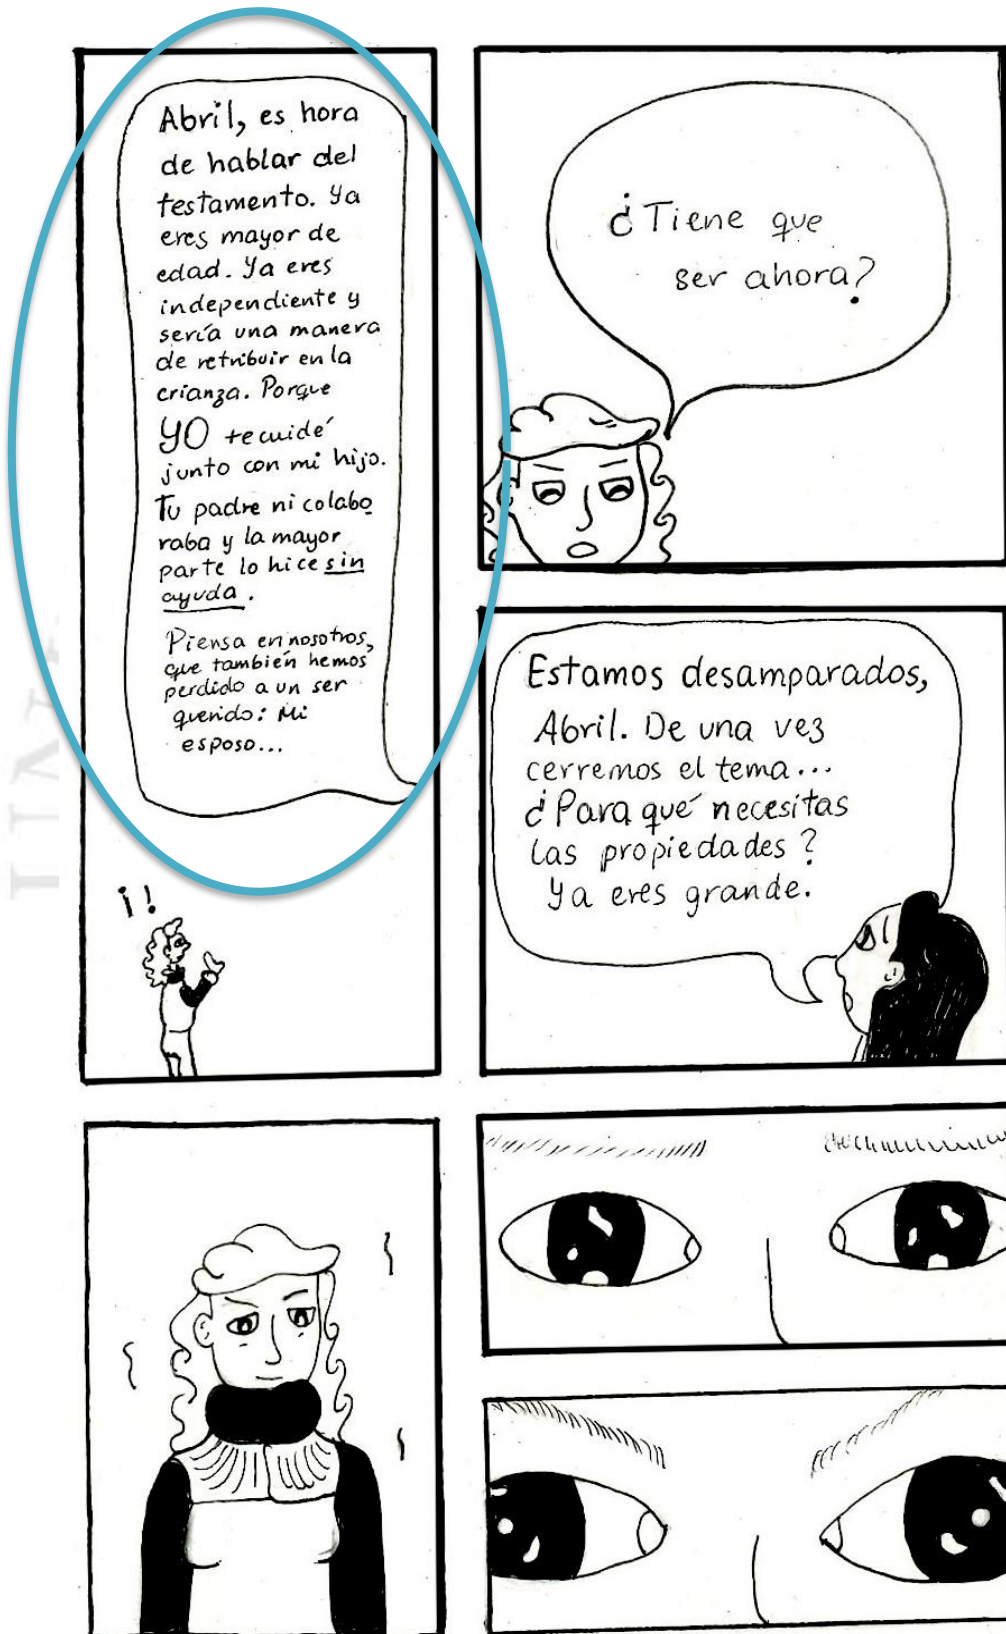 Abril, es hora
de hablar del
testamento. Ya
eres mayor de
edad. Ya eres
independiente y
sería una manera
de retribuir en la
crianza. Porque
YO te cuidé
junto con mi hijo.
Tu padre ni colabo
raba y la mayor
parte lo hice sin
ayuda.
Piensa en nosotros,
que también hemos
perdido a un ser
querido: Mi
esposo...
¡!
¿Tiene que
ser ahora?
Estamos desamparados,
Abril. De una vez
cerremos el tema...
¿Para qué necesitas
las propiedades?
Ya eres grande.